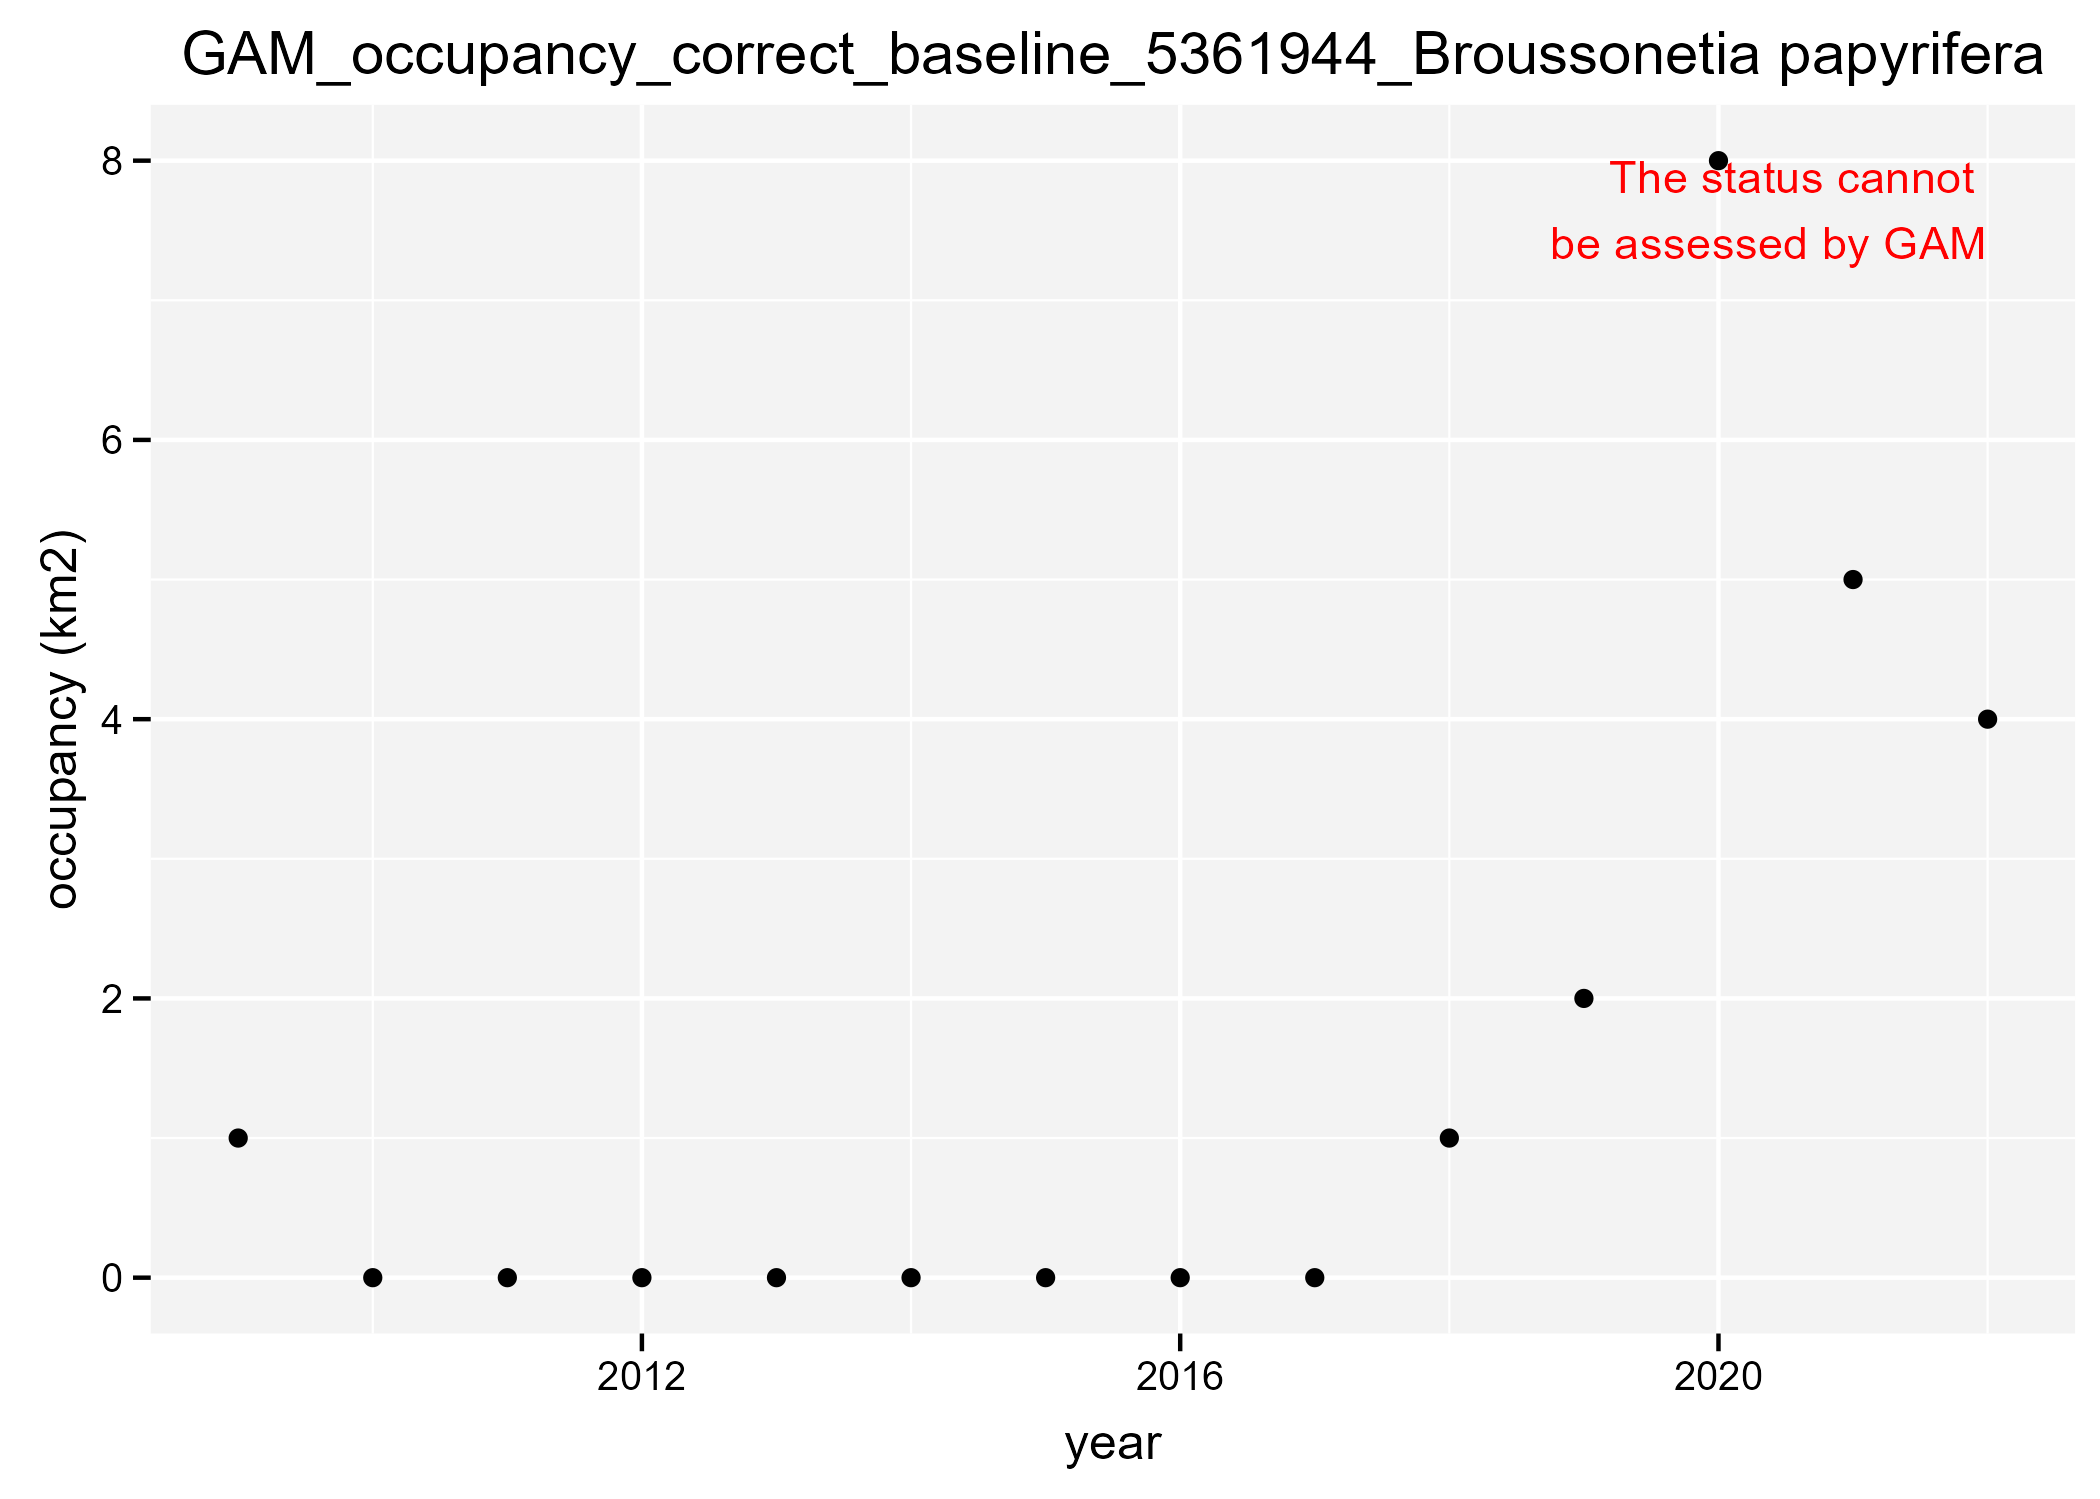 GAM_occupancy_correct_baseline_5361944_Broussonetia papyrifera
8
The status cannot
be assessed by GAM
6
occupancy (km2)
4
2
0
2012 2016 2020
year